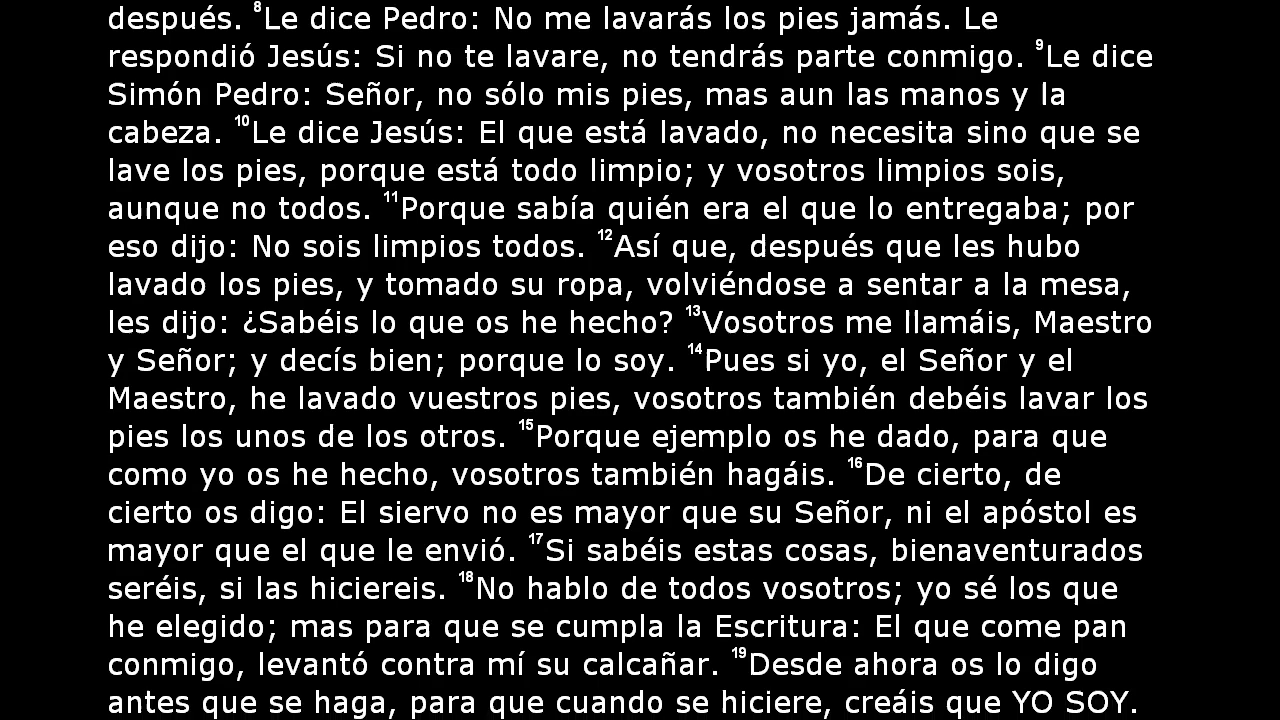 después. ⁸Le dice Pedro: No me lavarás los pies jamás. Le
respondió Jesús: Si no te lavare, no tendrás parte conmigo. ⁹Le dice
Simón Pedro: Señor, no sólo mis pies, mas aun las manos y la
cabeza. ¹⁰Le dice Jesús: El que está lavado, no necesita sino que se
lave los pies, porque está todo limpio; y vosotros limpios sois,
aunque no todos. ¹¹Porque sabía quién era el que lo entregaba; por
eso dijo: No sois limpios todos. ¹²Así que, después que les hubo
lavado los pies, y tomado su ropa, volviéndose a sentar a la mesa,
les dijo: ¿Sabéis lo que os he hecho? ¹³Vosotros me llamáis, Maestro
y Señor; y decís bien; porque lo soy. ¹⁴Pues si yo, el Señor y el
Maestro, he lavado vuestros pies, vosotros también debéis lavar los
pies los unos de los otros. ¹⁵Porque ejemplo os he dado, para que
como yo os he hecho, vosotros también hagáis. ¹⁶De cierto, de
cierto os digo: El siervo no es mayor que su Señor, ni el apóstol es
mayor que el que le envió. ¹⁷Si sabéis estas cosas, bienaventurados
seréis, si las hiciereis. ¹⁸No hablo de todos vosotros; yo sé los que
he elegido; mas para que se cumpla la Escritura: El que come pan
conmigo, levantó contra mí su calcañar. ¹⁹Desde ahora os lo digo
antes que se haga, para que cuando se hiciere, creáis que YO SOY.